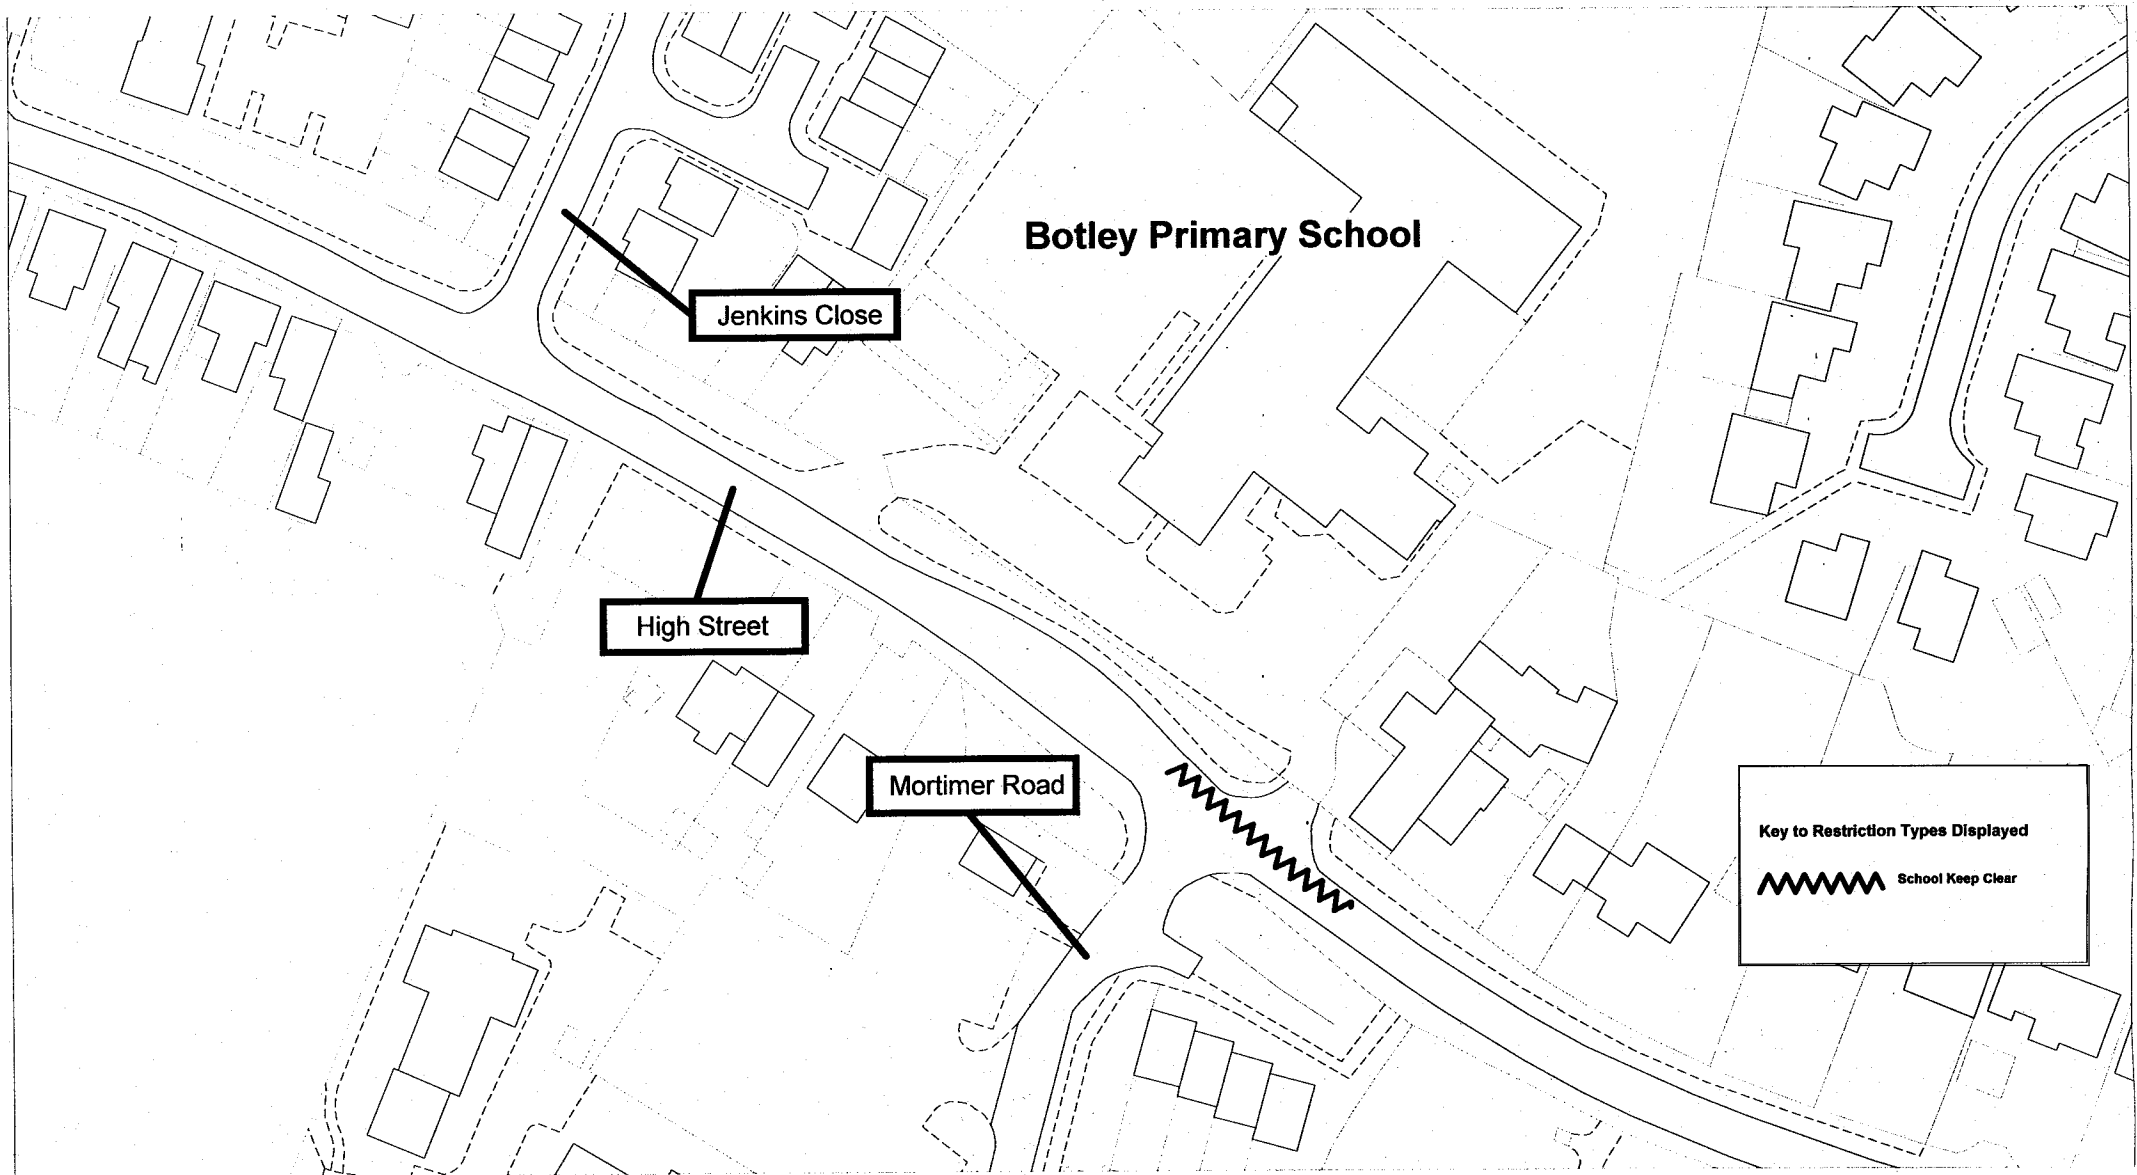 Botley Primary School
Jenkins Close
High Street
Mortimer Road
Key to Restriction Types Displayed
School Keep Clear